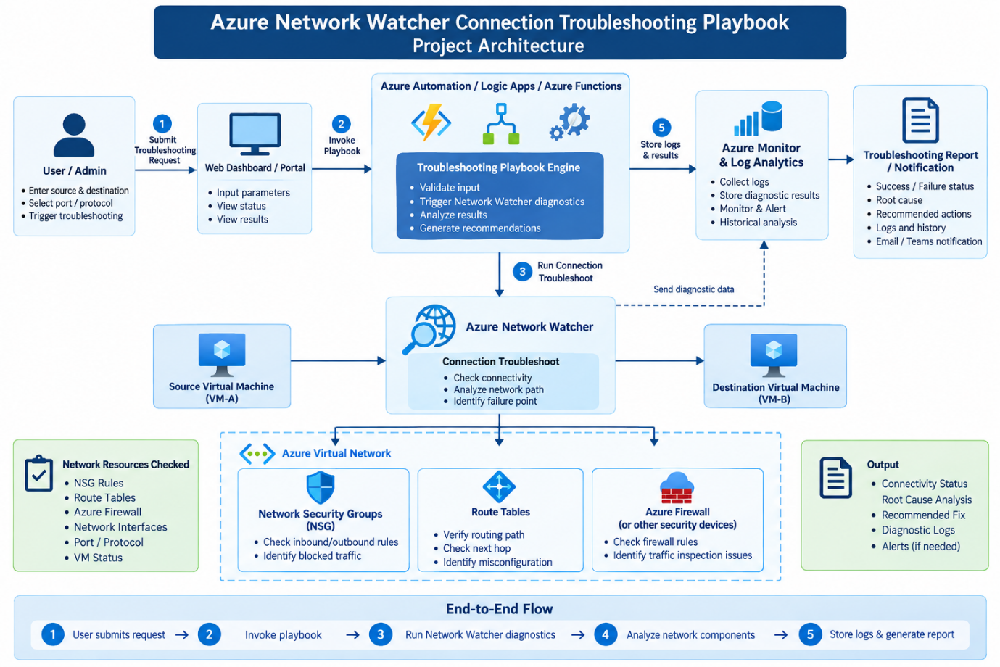 Azure Network Watcher Connection Troubleshooting Playbook
Project Architecture
User / Admin
• Enter source & destination
• Select port / protocol
• Trigger troubleshooting
1
Submit
Troubleshooting
Request
Web Dashboard / Portal
• Input parameters
• View status
• View results
2
Invoke
Playbook
Azure Automation / Logic Apps / Azure Functions
Troubleshooting Playbook Engine
• Validate input
• Trigger Network Watcher diagnostics
• Analyze results
• Generate recommendations
5
Store logs
& results
Azure Monitor
& Log Analytics
• Collect logs
• Store diagnostic results
• Monitor & Alert
• Historical analysis
Troubleshooting Report
/ Notification
• Success / Failure status
• Root cause
• Recommended actions
• Logs and history
• Email / Teams notification
3
Run Connection
Troubleshoot
Send diagnostic data
Source Virtual Machine
(VM-A)
Azure Network Watcher
Connection Troubleshoot
• Check connectivity
• Analyze network path
• Identify failure point
Destination Virtual Machine
(VM-B)
Network Resources Checked
• NSG Rules
• Route Tables
• Azure Firewall
• Network Interfaces
• Port / Protocol
• VM Status
Azure Virtual Network
Network Security Groups
(NSG)
• Check inbound/outbound rules
• Identify blocked traffic
Route Tables
• Verify routing path
• Check next hop
• Identify misconfiguration
Azure Firewall
(or other security devices)
• Check firewall rules
• Identify traffic inspection issues
Output
• Connectivity Status
Root Cause Analysis
• Recommended Fix
• Diagnostic Logs
• Alerts (if needed)
End-to-End Flow
1 User submits request → 2 Invoke playbook → 3 Run Network Watcher diagnostics → 4 Analyze network components → 5 Store logs & generate report